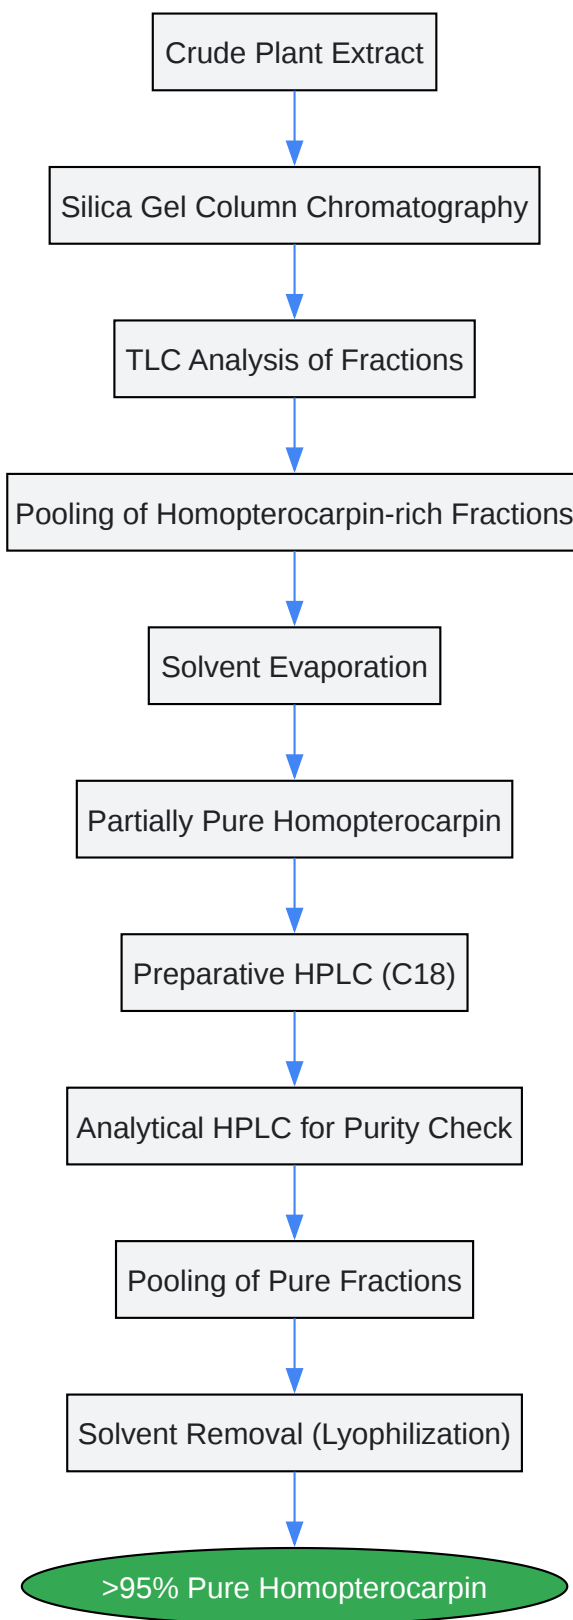 Crude Plant Extract
Silica Gel Column Chromatography
TLC Analysis of Fractions
Pooling of Homopterocarpin-rich Fractions
Solvent Evaporation
Partially Pure Homopterocarpin
Preparative HPLC (C18)
Analytical HPLC for Purity Check
Pooling of Pure Fractions
Solvent Removal (Lyophilization)
>95% Pure Homopterocarpin